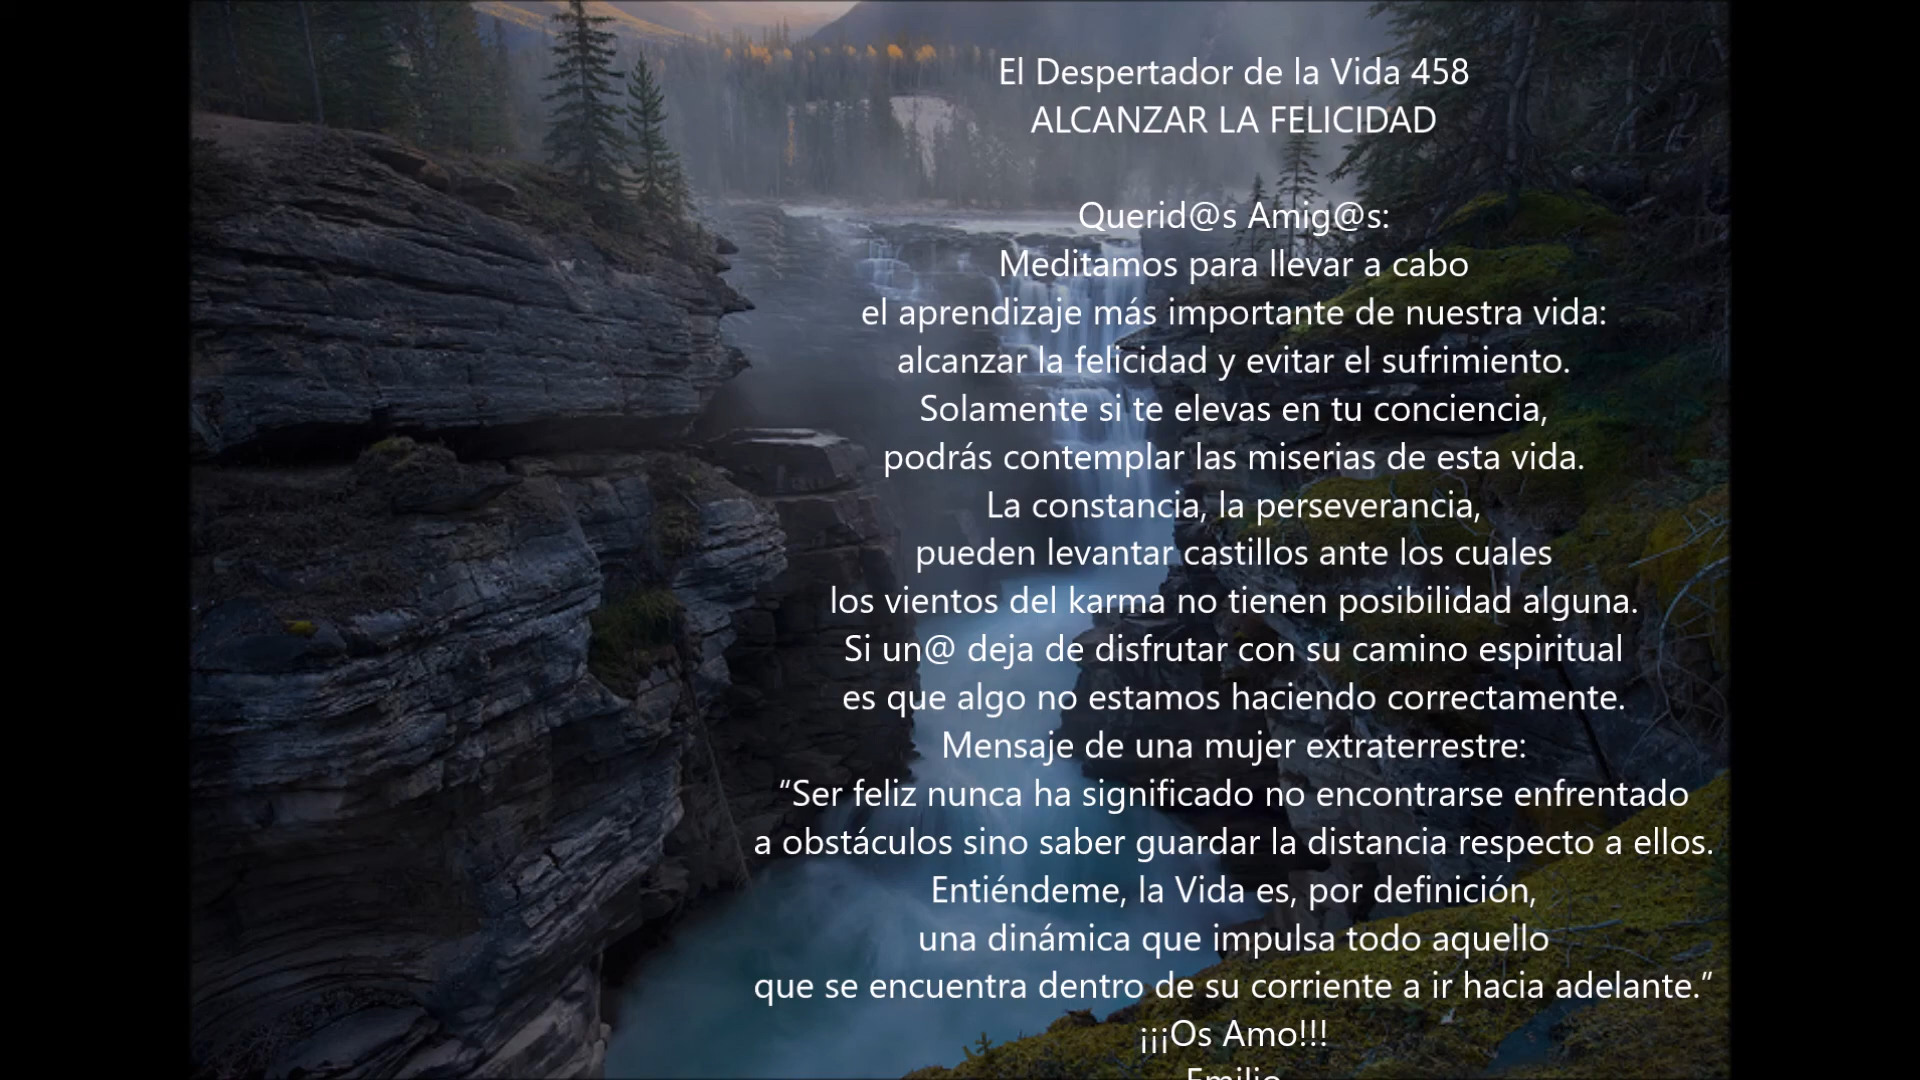 El Despertador de la Vida 458
ALCANZAR LA FELICIDAD
Querid@s Amig@s:
Meditamos para llevar a cabo
el aprendizaje más importante de nuestra vida:
alcanzar la felicidad y evitar el sufrimiento.
Solamente si te elevas en tu conciencia,
podrás contemplar las miserias de esta vida.
La constancia, la perseverancia,
pueden levantar castillos ante los cuales
los vientos del karma no tienen posibilidad alguna.
Si un@ deja de disfrutar con su camino espiritual
es que algo no estamos haciendo correctamente.
Mensaje de una mujer extraterrestre:
“Ser feliz nunca ha significado no encontrarse enfrentado
a obstáculos sino saber guardar la distancia respecto a ellos.
Entiéndeme, la Vida es, por definición,
una dinámica que impulsa todo aquello
que se encuentra dentro de su corriente a ir hacia adelante.”
¡¡¡Os Amo!!!
Emilio